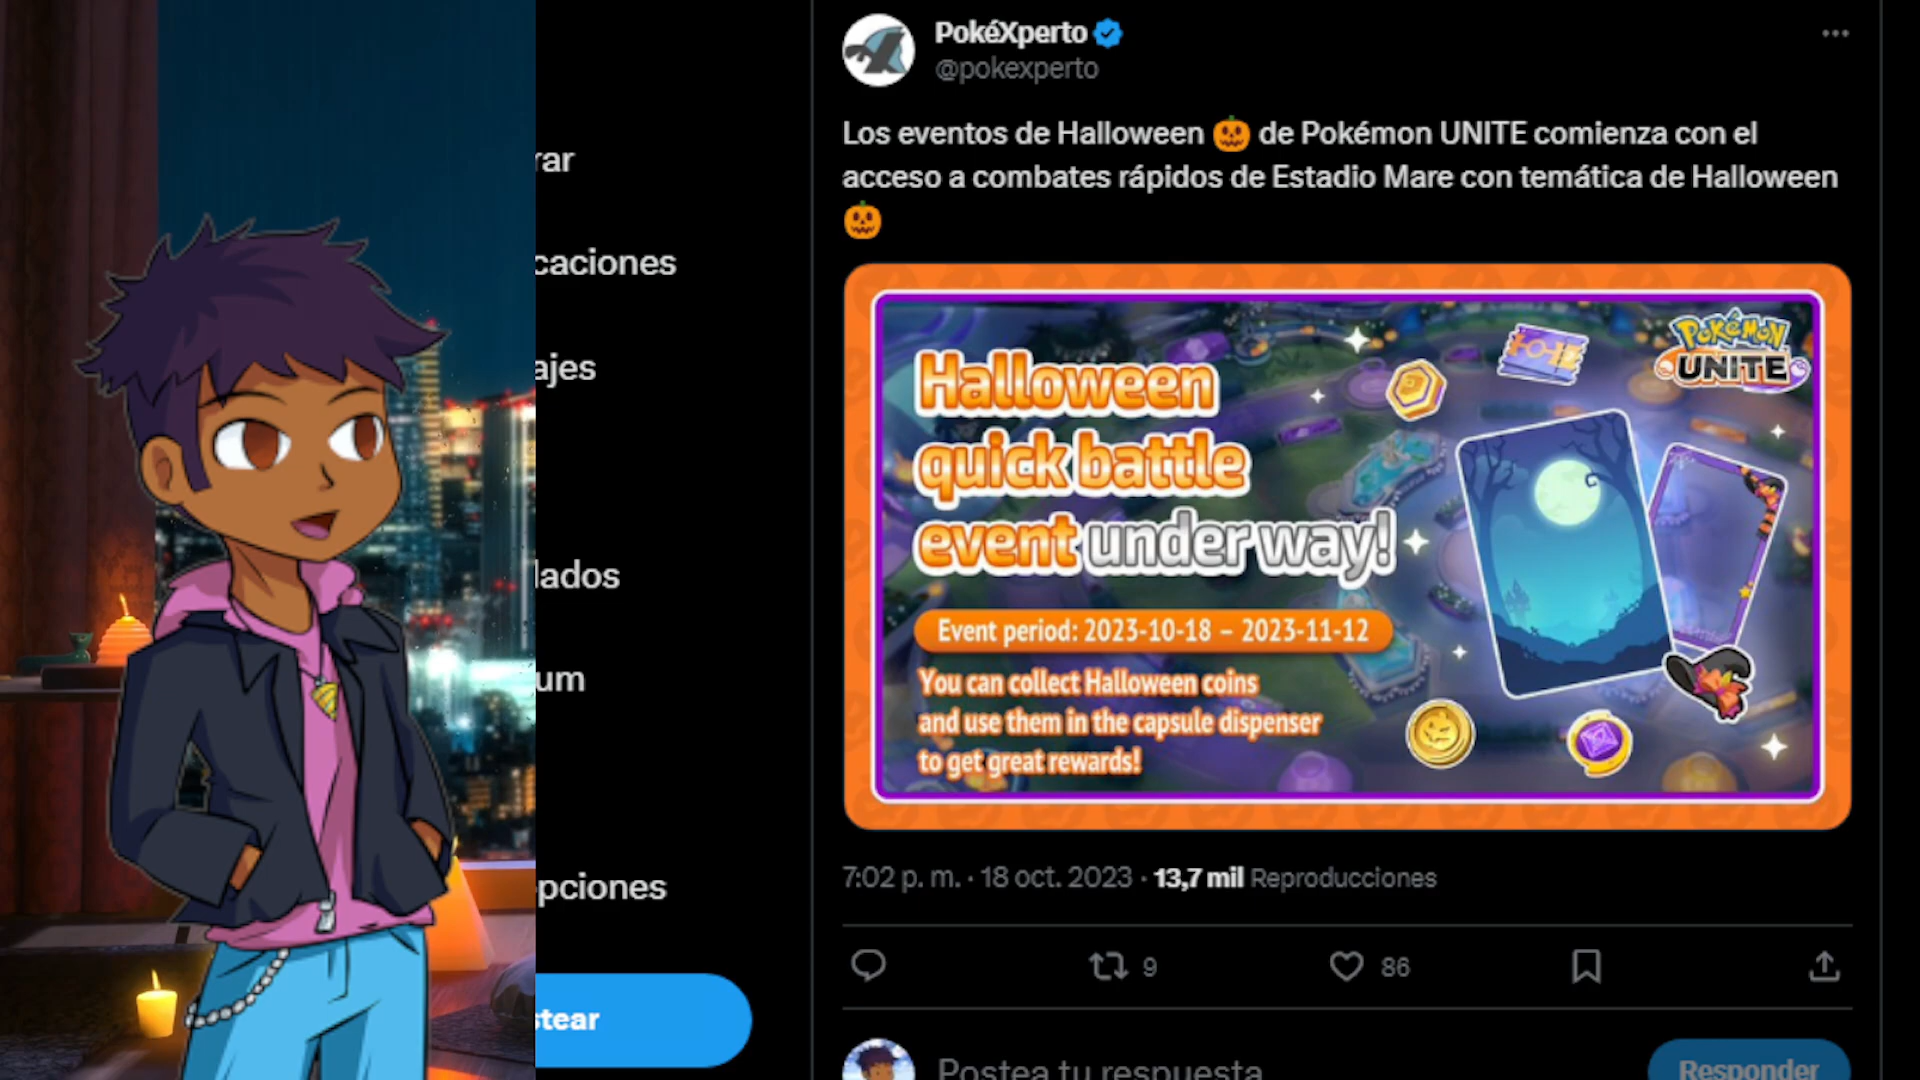 rar
caciones
ajes
lados
um
pciones
stear
PokéXperto
@pokexperto
Los eventos de Halloween 🎃 de Pokémon UNITE comienza con el
acceso a combates rápidos de Estadio Mare con temática de Halloween
🎃
POKéMON
UNITE
Halloween
quick battle
event under way!
Event period: 2023-10-18 – 2023-11-12
You can collect Halloween coins
and use them in the capsule dispenser
to get great rewards!
7:02 p. m. · 18 oct. 2023 · 13,7 mil Reproducciones
9
86
Postea tu respuesta
Responder